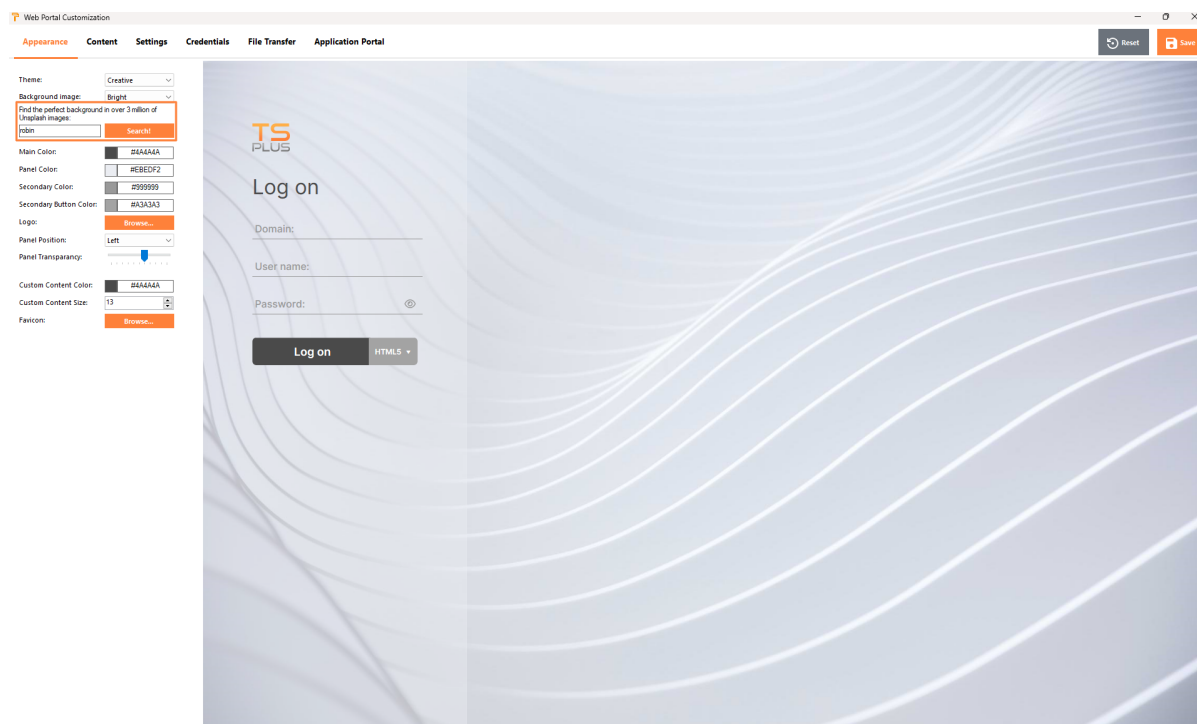 Web Portal Customization
Appearance Content Settings Credentials File Transfer Application Portal Reset Save
Theme: Creative
Background image: Bright
Find the perfect background in over 3 million of
Unsplash images:
robin Search!
Main Color: #4A4A4A
Panel Color: #EBEDF2
Secondary Color: #999999
Secondary Button Color: #A3A3A3
Logo: Browse...
Panel Position: Left
Panel Transparancy:
Custom Content Color: #4A4A4A
Custom Content Size: 13
Favicon: Browse...
TS
PLUS
Log on
Domain:
User name:
Password:
Log on HTML5